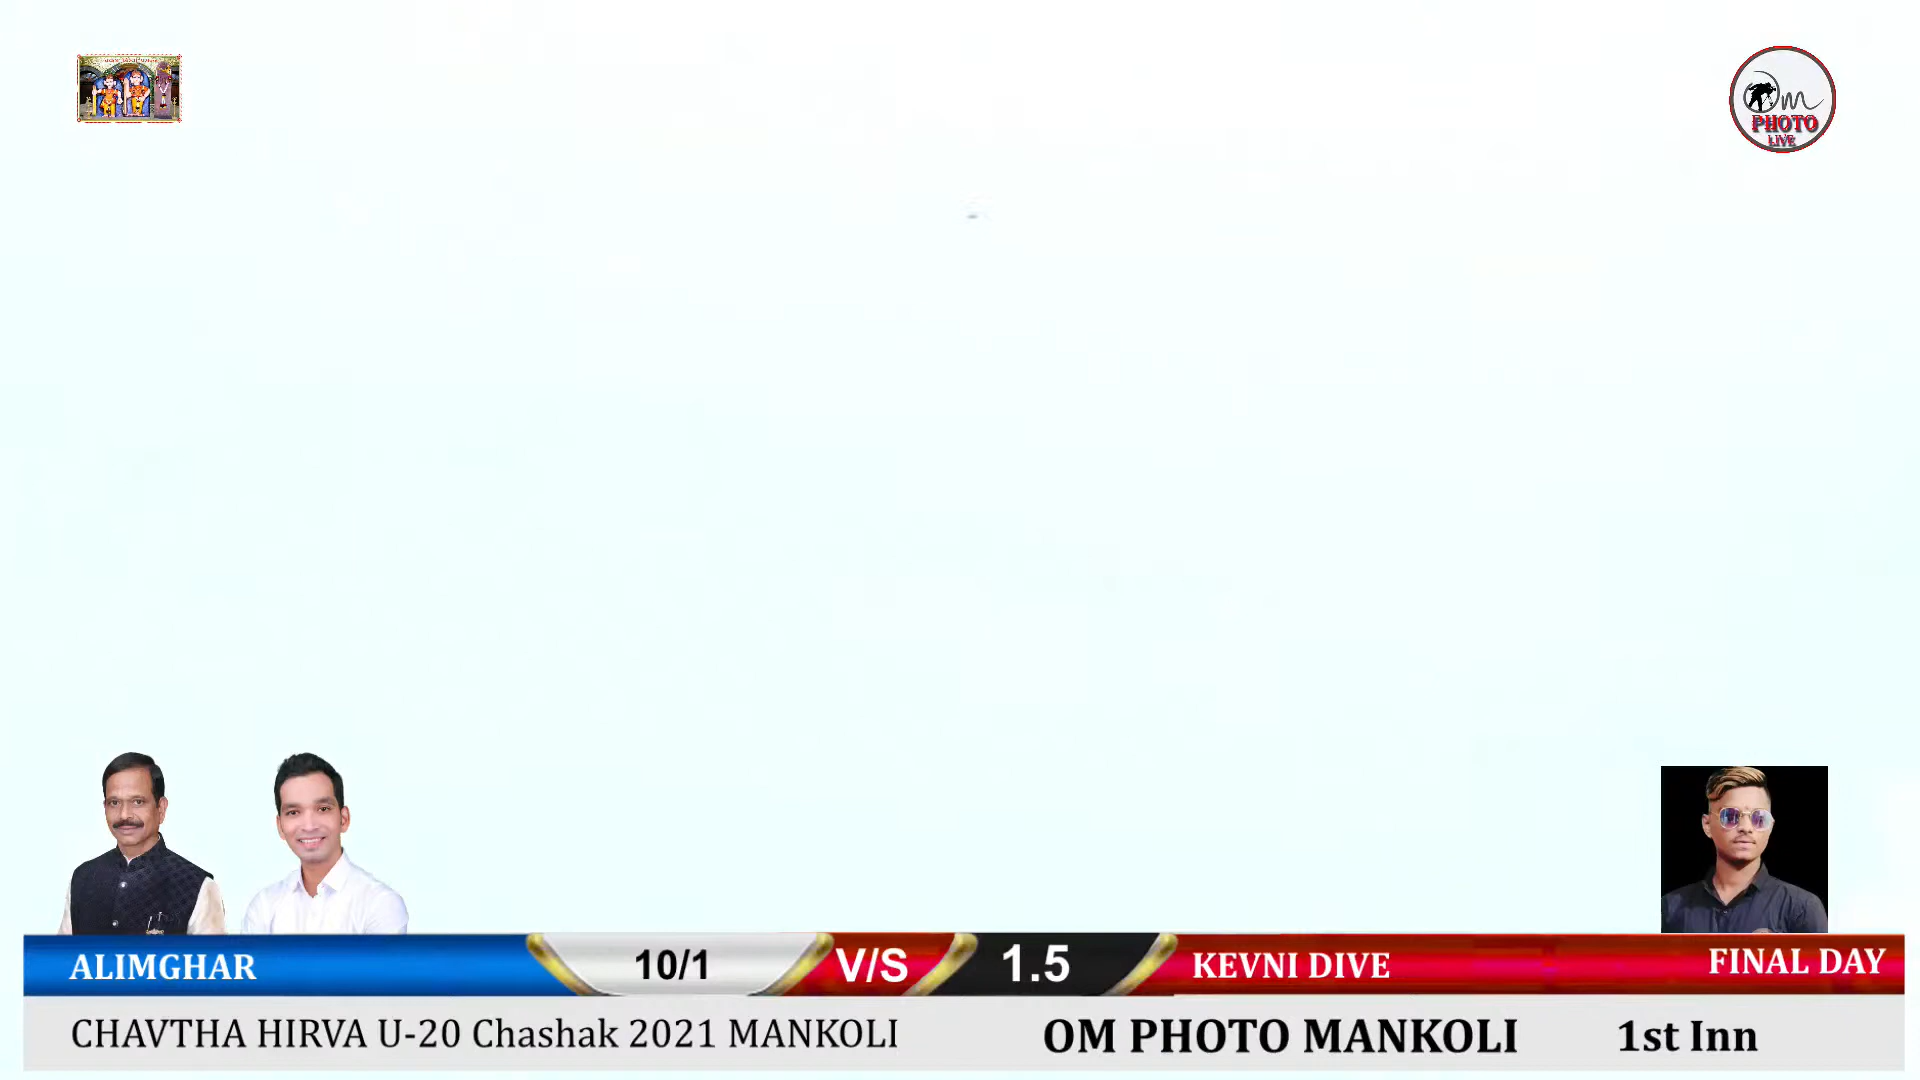 Om
PHOTO
LIVE
ALIMGHAR
10/1
V/S
1.5
KEVNI DIVE
FINAL DAY
CHAVTHA HIRVA U-20 Chashak 2021 MANKOLI
OM PHOTO MANKOLI
1st Inn